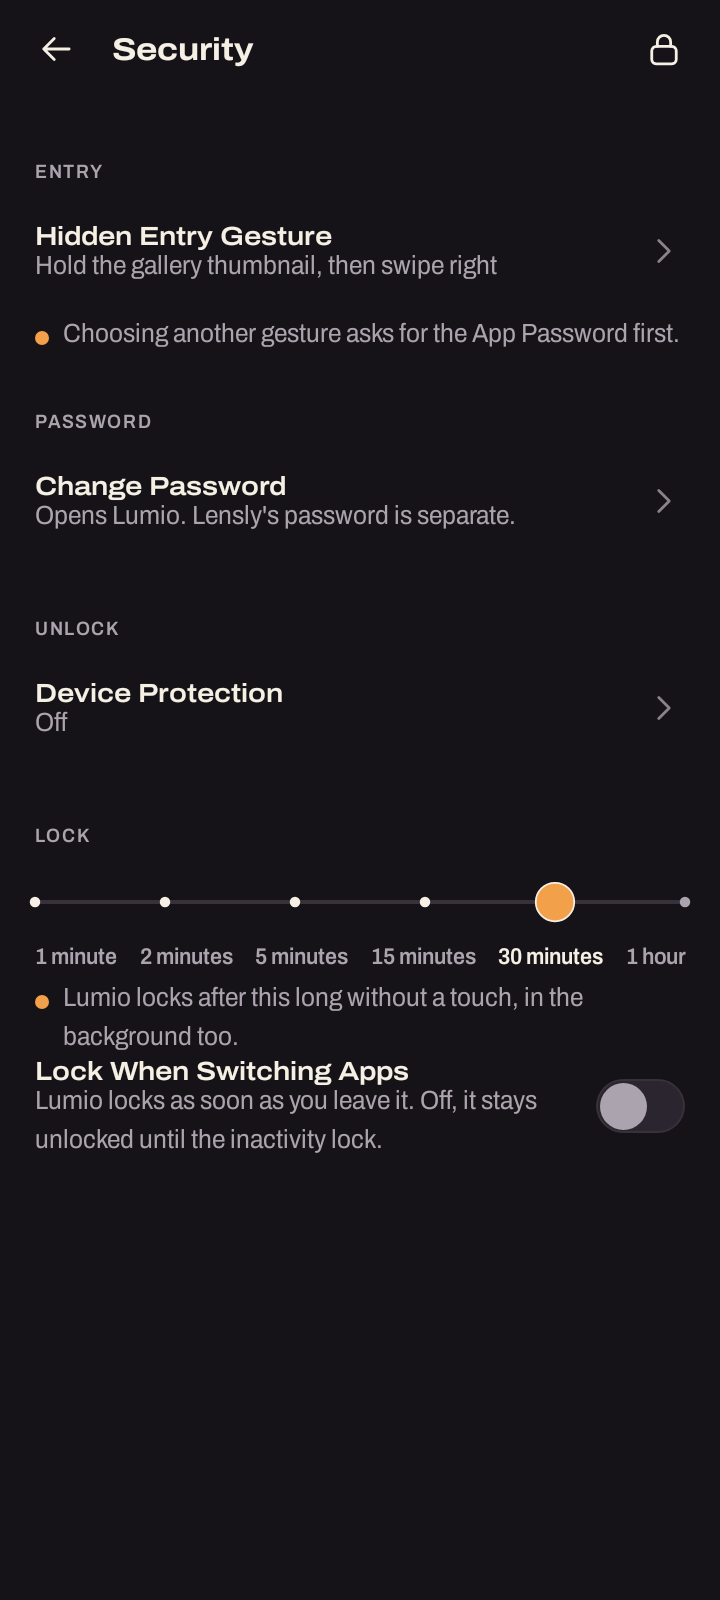 Security
ENTRY
Hidden Entry Gesture
Hold the gallery thumbnail, then swipe right
Choosing another gesture asks for the App Password first.
PASSWORD
Change Password
Opens Lumio. Lensly's password is separate.
UNLOCK
Device Protection
Off
LOCK
1 minute 2 minutes 5 minutes 15 minutes 30 minutes 1 hour
Lumio locks after this long without a touch, in the
background too.
Lock When Switching Apps
Lumio locks as soon as you leave it. Off, it stays
unlocked until the inactivity lock.